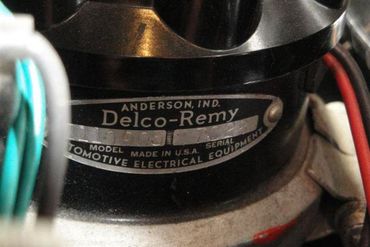 ANDERSON, IND.
Delco-Remy
MODEL MADE IN U.S.A. SERIAL
AUTOMOTIVE ELECTRICAL EQUIPMENT